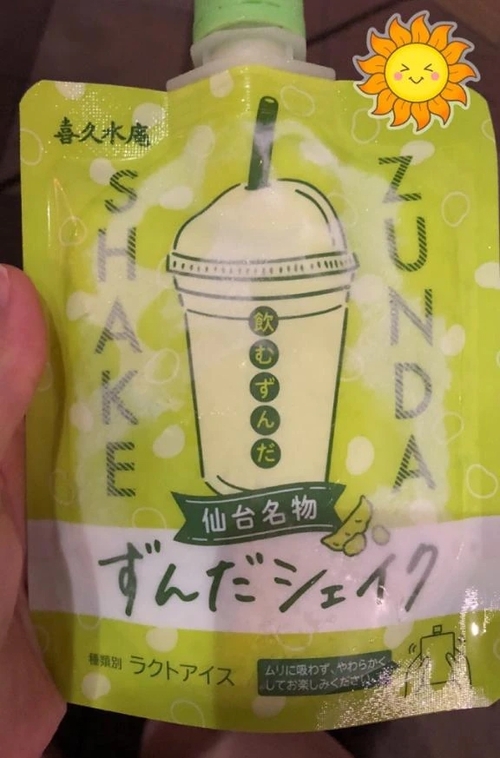 喜久水庵
ZUNDA
SHAKE
飲むずんだ
仙台名物
ずんだシェイク
種類別 ラクトアイス
ムリに吸わず、やわらかく
してお楽しみください。